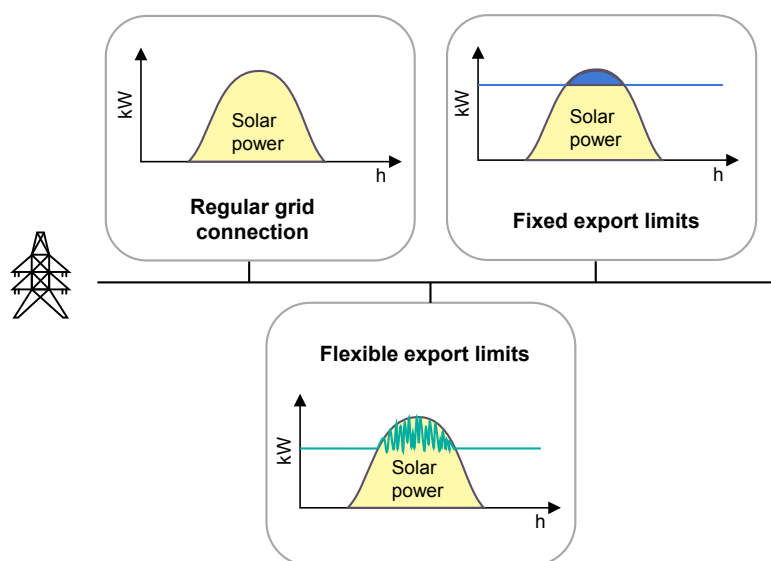 kW
Solar
power
h
Regular grid
connection
kW
Solar
power
h
Fixed export limits
Flexible export limits
kW
Solar
power
h